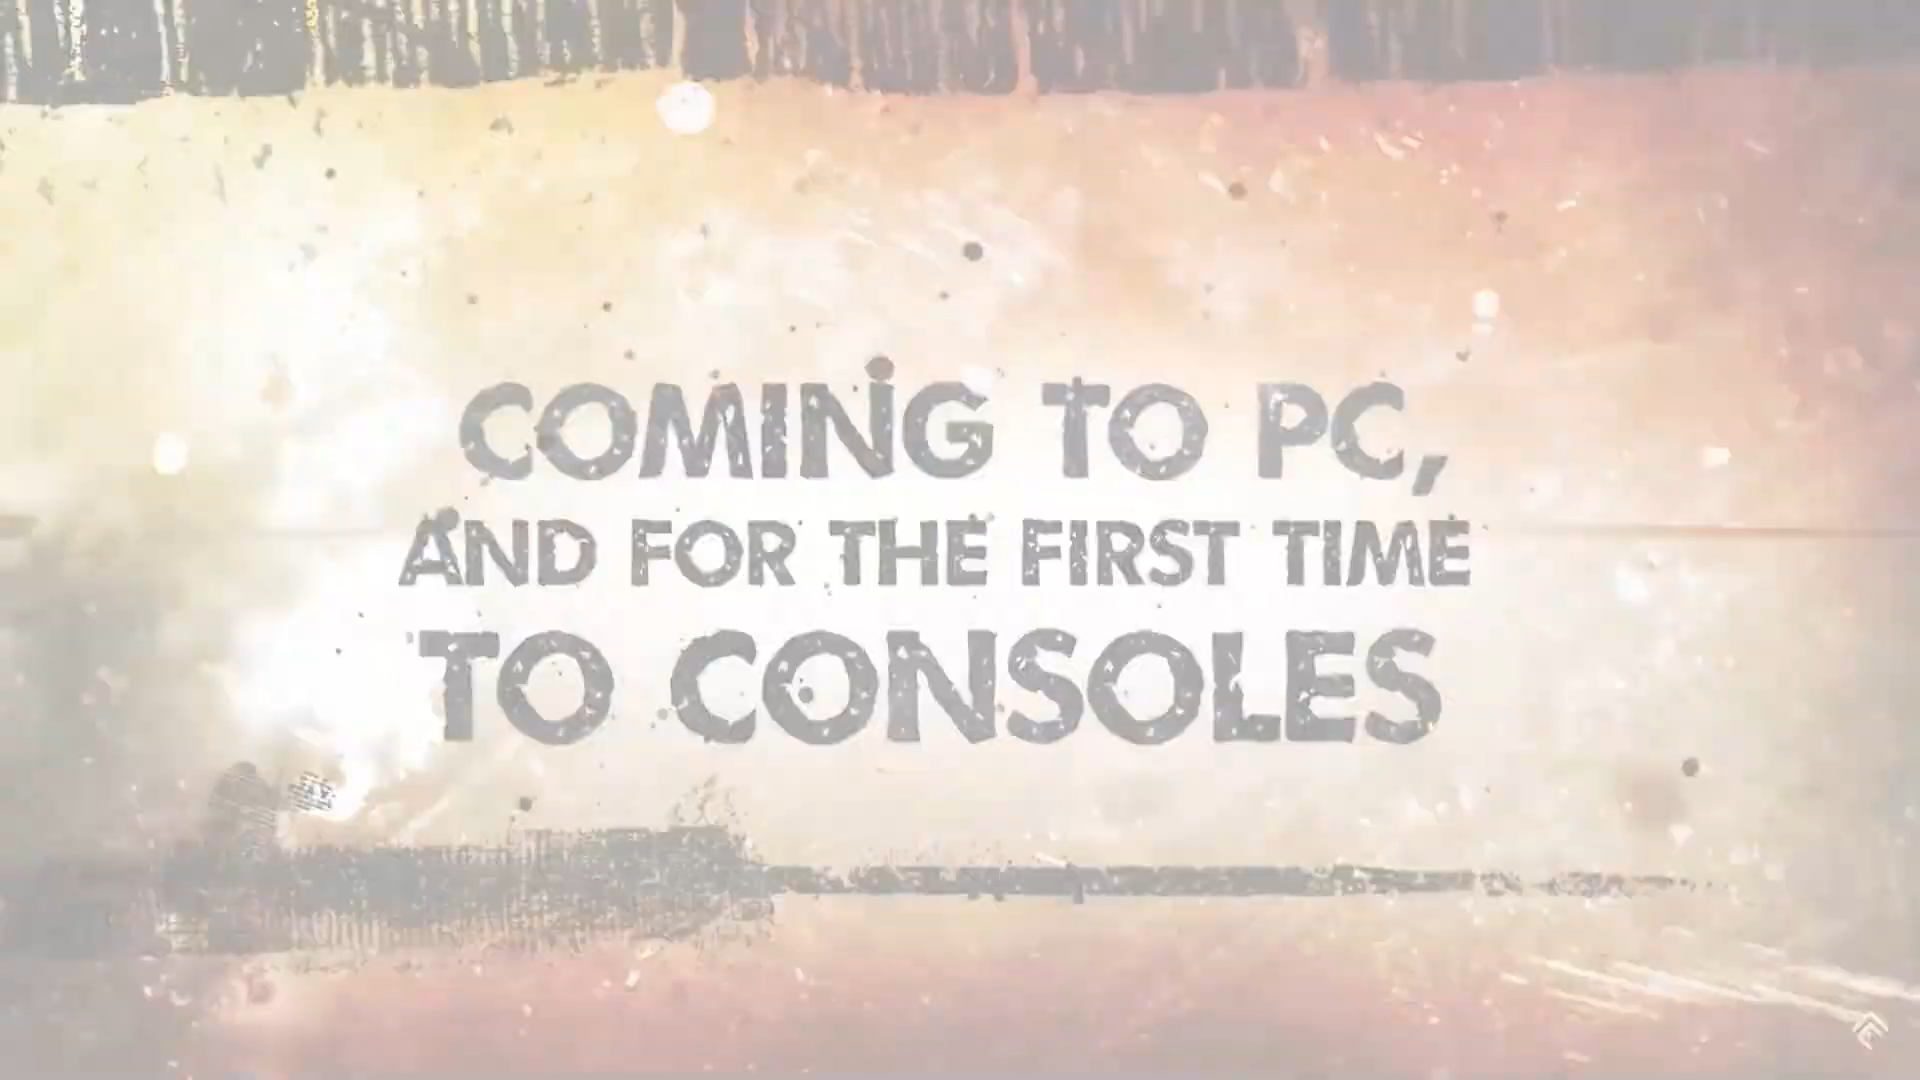 COMING TO PC,
AND FOR THE FIRST TIME
TO CONSOLES